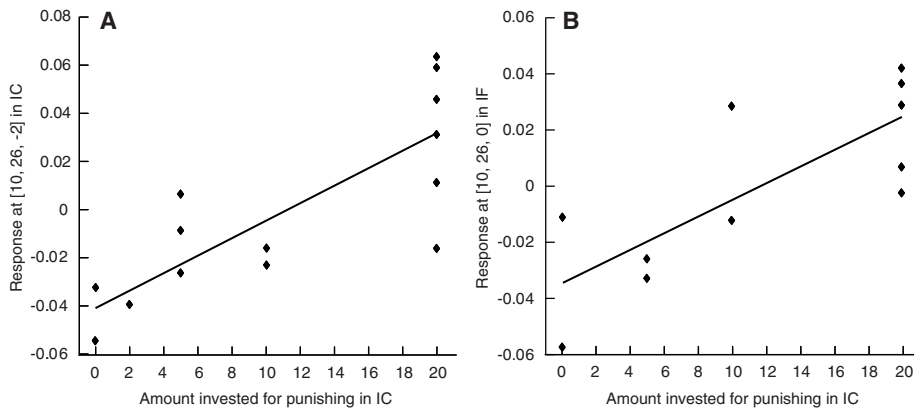 A
0.08
0.06
0.04
0.02
0
-0.02
-0.04
-0.06
Response at [10, 26, -2] in IC
0 2 4 6 8 10 12 14 16 18 20
Amount invested for punishing in IC
B
0.06
0.04
0.02
0
-0.02
-0.04
-0.06
Response at [10, 26, 0] in IF
0 2 4 6 8 10 12 14 16 18 20
Amount invested for punishing in IC